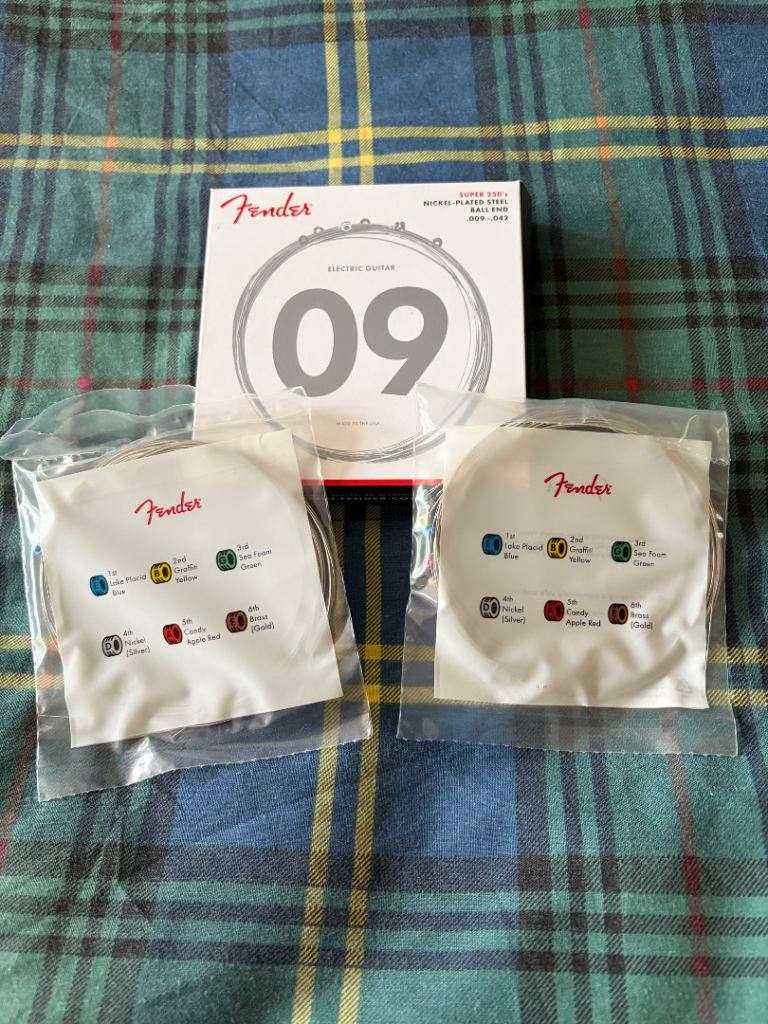 Fender
SUPER 250's
NICKEL-PLATED STEEL
BALL END
.009 -.042
ELECTRIC GUITAR
09
MADE IN THE USA
Fender
E
1st
Lake Placid
Blue
B
2nd
Graffiti
Yellow
G
3rd
Sea Foam
Green
D
4th
Nickel
(Silver)
A
5th
Candy
Apple Red
E
6th
Brass
(Gold)
Fender
E
1st
Lake Placid
Blue
B
2nd
Graffiti
Yellow
G
3rd
Sea Foam
Green
D
4th
Nickel
(Silver)
A
5th
Candy
Apple Red
E
6th
Brass
(Gold)